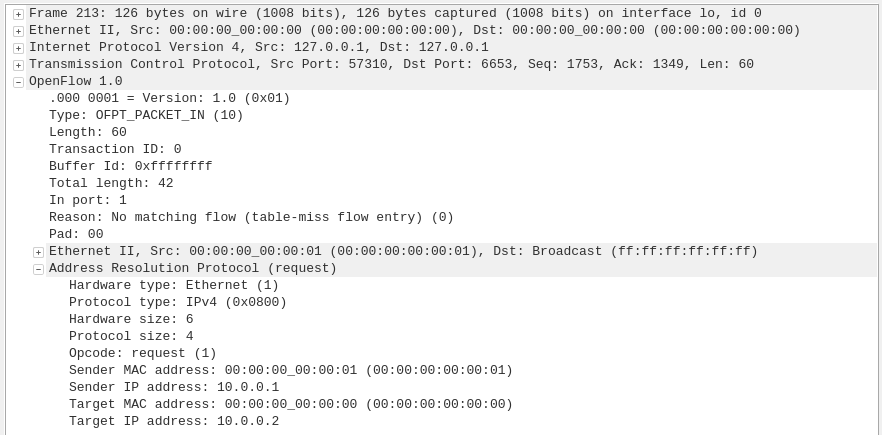 Frame 213: 126 bytes on wire (1008 bits), 126 bytes captured (1008 bits) on interface lo, id 0
Ethernet II, Src: 00:00:00_00:00:00 (00:00:00:00:00:00), Dst: 00:00:00_00:00:00 (00:00:00:00:00:00)
Internet Protocol Version 4, Src: 127.0.0.1, Dst: 127.0.0.1
Transmission Control Protocol, Src Port: 57310, Dst Port: 6653, Seq: 1753, Ack: 1349, Len: 60
OpenFlow 1.0
.000 0001 = Version: 1.0 (0x01)
Type: OFPT_PACKET_IN (10)
Length: 60
Transaction ID: 0
Buffer Id: 0xffffffff
Total length: 42
In port: 1
Reason: No matching flow (table-miss flow entry) (0)
Pad: 00
Ethernet II, Src: 00:00:00_00:00:01 (00:00:00:00:00:01), Dst: Broadcast (ff:ff:ff:ff:ff:ff)
Address Resolution Protocol (request)
Hardware type: Ethernet (1)
Protocol type: IPv4 (0x0800)
Hardware size: 6
Protocol size: 4
Opcode: request (1)
Sender MAC address: 00:00:00_00:00:01 (00:00:00:00:00:01)
Sender IP address: 10.0.0.1
Target MAC address: 00:00:00_00:00:00 (00:00:00:00:00:00)
Target IP address: 10.0.0.2